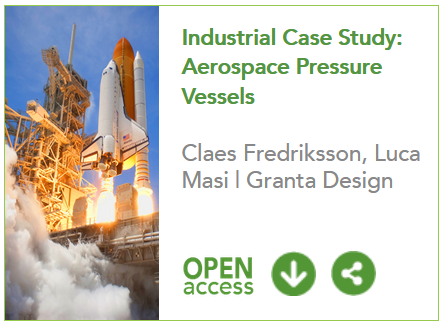 Industrial Case Study:
Aerospace Pressure
Vessels
Claes Fredriksson, Luca
Masi | Granta Design
OPEN
access